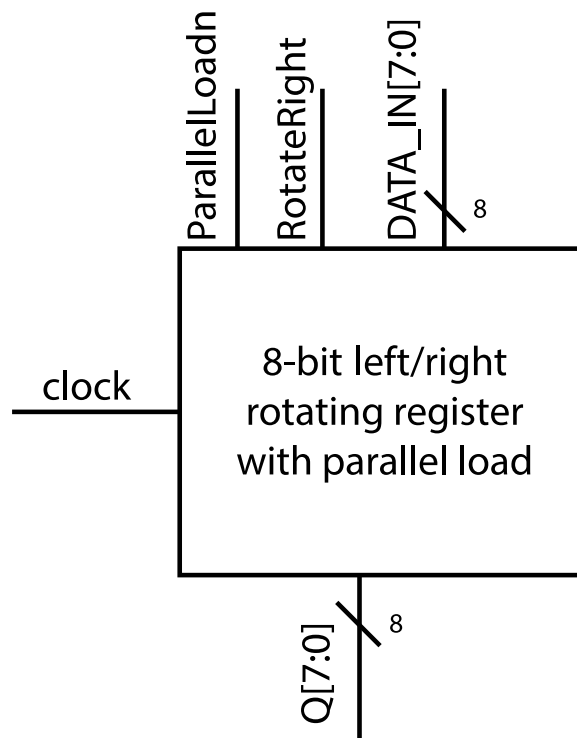 ParallelLoadn
RotateRight
DATA_IN[7:0]
8
8-bit left/right
rotating register
with parallel load
clock
Q[7:0]
8